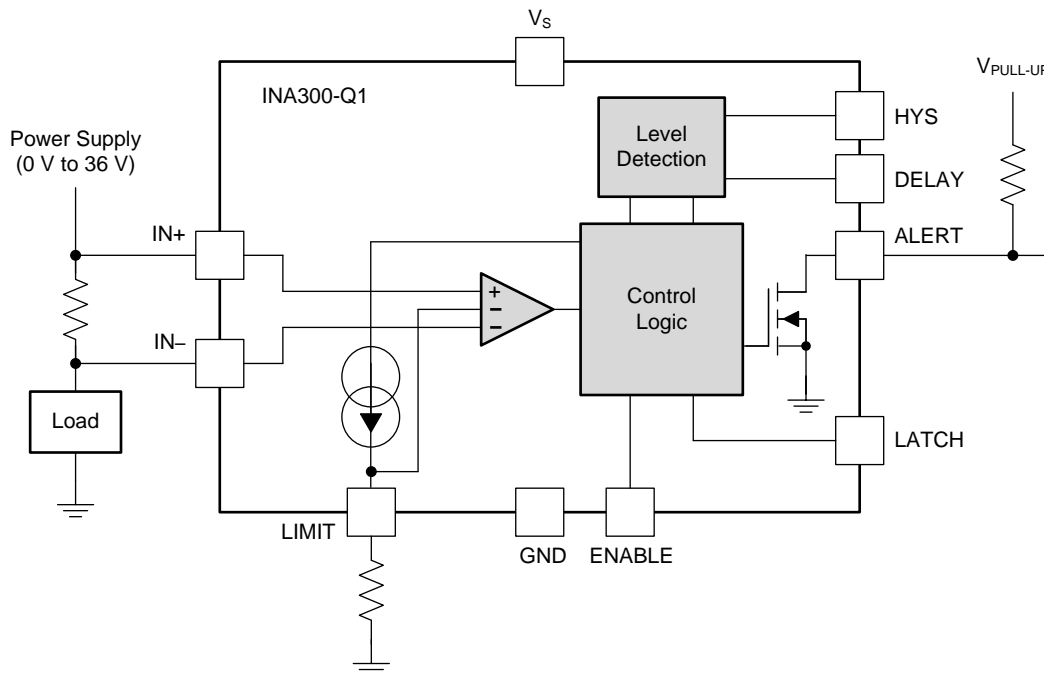 VS
INA300-Q1
VPULL-UP
Power Supply
(0 V to 36 V)
Level
Detection
HYS
DELAY
IN+
ALERT
+
−
−
Control
Logic
IN−
Load
LATCH
LIMIT
GND
ENABLE